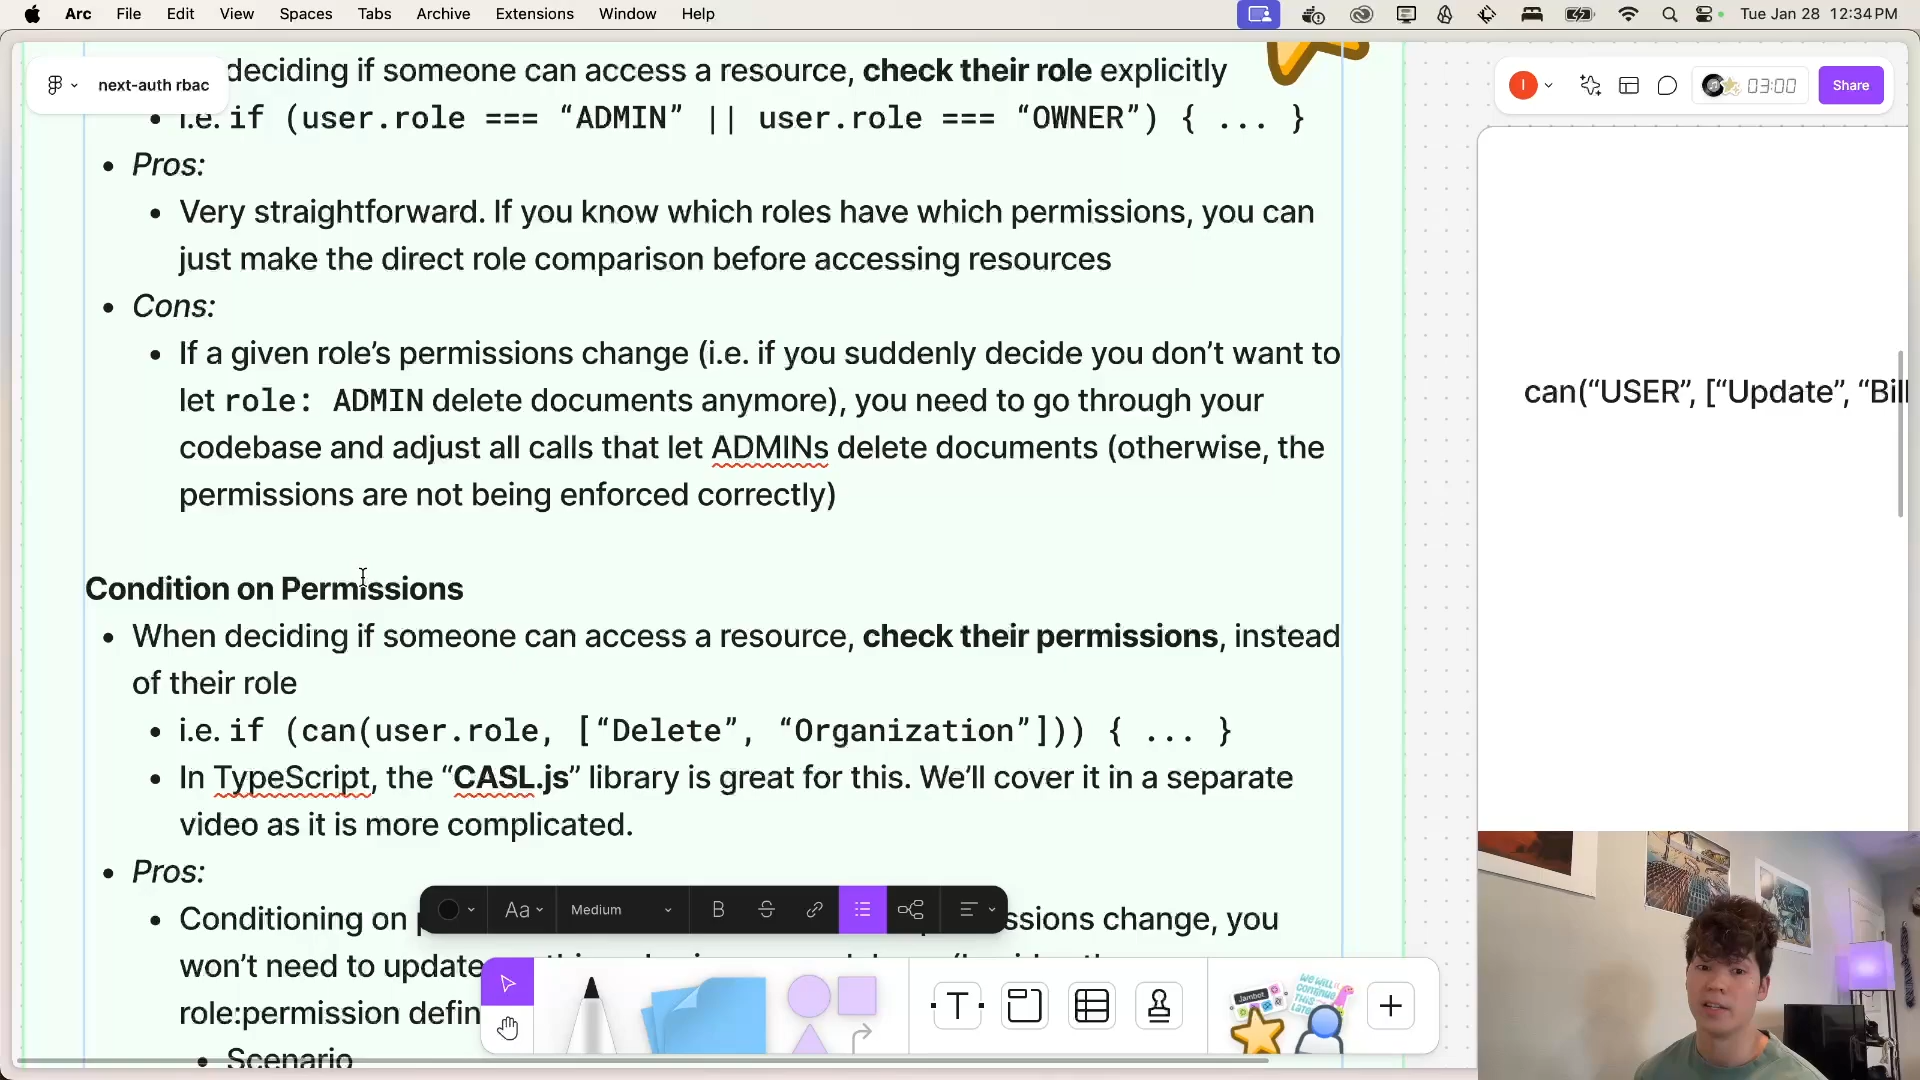 Arc File Edit View Spaces Tabs Archive Extensions Window Help Tue Jan 28 12:34 PM
next-auth rbac
03:00
Share
deciding if someone can access a resource, check their role explicitly
• i.e. if (user.role === “ADMIN” || user.role === “OWNER”) { ... }
• Pros:
• Very straightforward. If you know which roles have which permissions, you can
just make the direct role comparison before accessing resources
• Cons:
• If a given role’s permissions change (i.e. if you suddenly decide you don’t want to
let role: ADMIN delete documents anymore), you need to go through your
codebase and adjust all calls that let ADMINs delete documents (otherwise, the
permissions are not being enforced correctly)
can(“USER”, [“Update”, “Bill
Condition on Permissions
• When deciding if someone can access a resource, check their permissions, instead
of their role
• i.e. if (can(user.role, [“Delete”, “Organization”])) { ... }
• In TypeScript, the “CASL.js” library is great for this. We’ll cover it in a separate
video as it is more complicated.
• Pros:
• Conditioning on ssions change, you
won’t need to update
role:permission defin
• Scenario
Aa Medium B S
T
Jambot
WE WILL CONTINUE THIS LATER